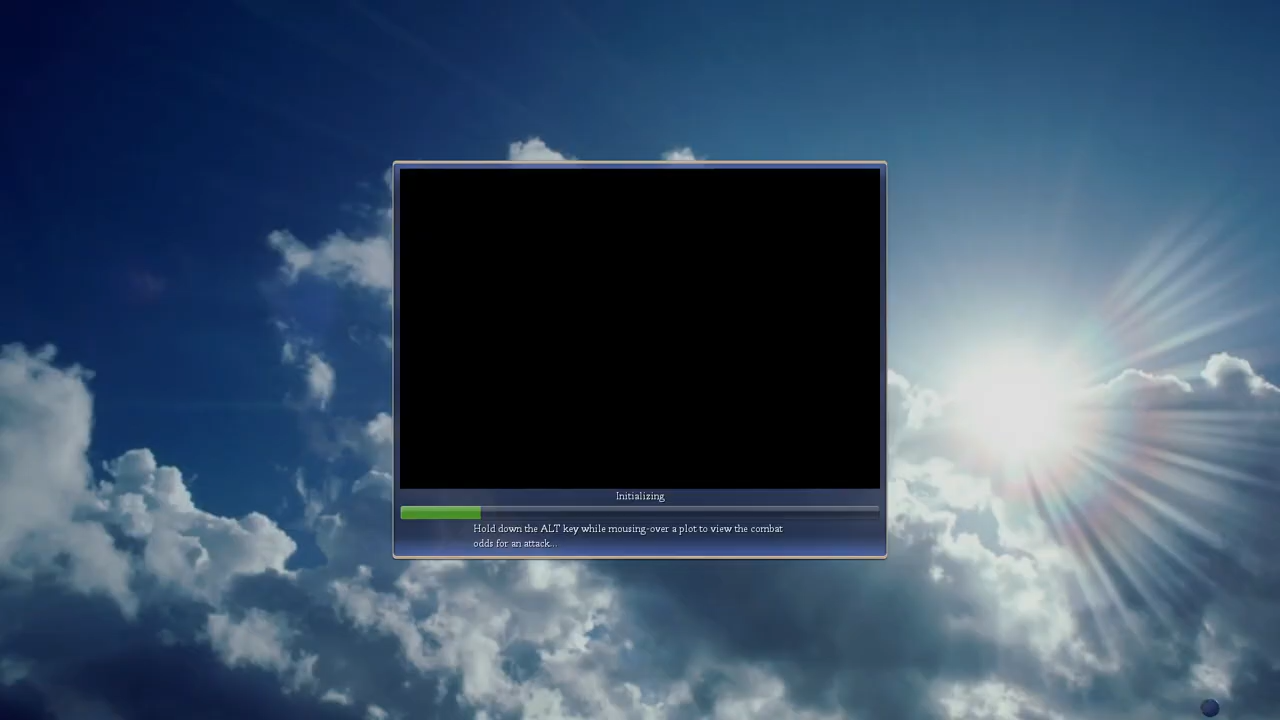 Initializing
Hold down the ALT key while mousing-over a plot to view the combat
odds for an attack...